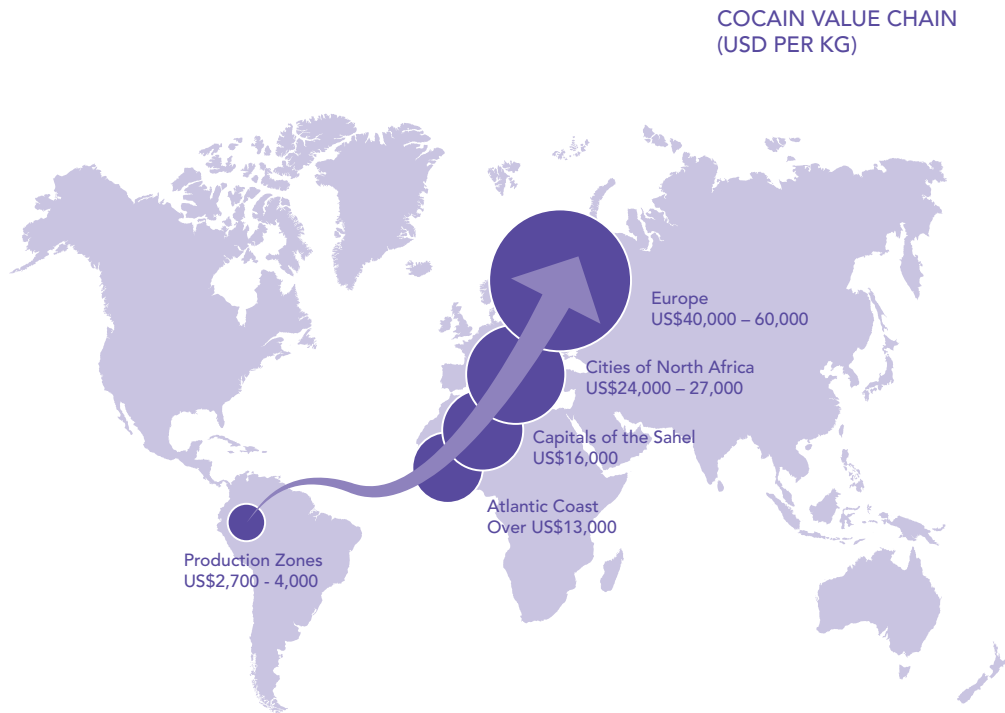 COCAIN VALUE CHAIN
(USD PER KG)
Europe
US$40,000 – 60,000
Cities of North Africa
US$24,000 – 27,000
Capitals of the Sahel
US$16,000
Atlantic Coast
Over US$13,000
Production Zones
US$2,700 - 4,000